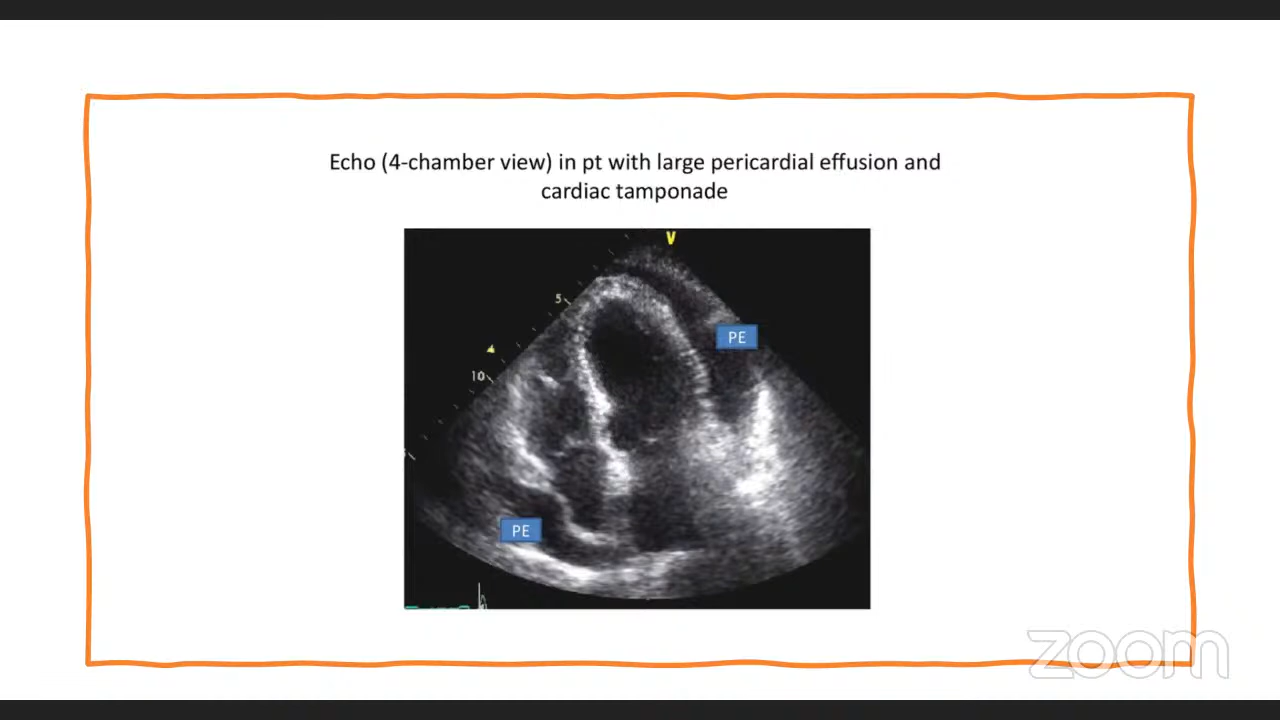 Echo (4-chamber view) in pt with large pericardial effusion and
cardiac tamponade
V
5
PE
10
PE
zoom